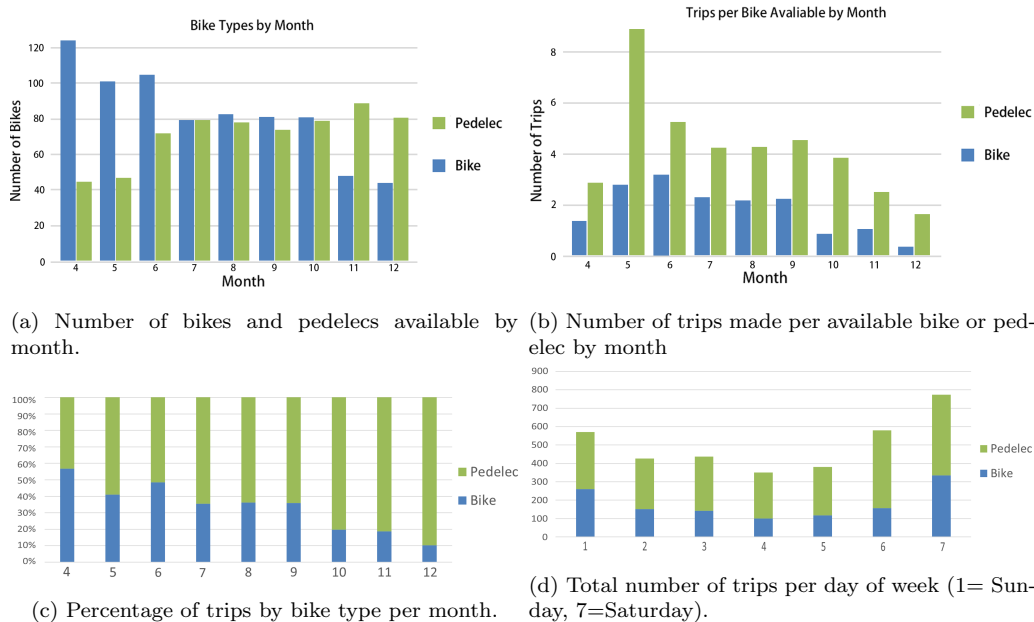 Bike Types by Month
120
100
80
60
40
20
0
Number of Bikes
4 5 6 7 8 9 10 11 12
Month
Pedelec
Bike
Trips per Bike Avaliable by Month
8
6
4
2
0
Number of Trips
4 5 6 7 8 9 10 11 12
Month
Pedelec
Bike
(a) Number of bikes and pedelecs available by
month.
(b) Number of trips made per available bike or ped-
elec by month
100%
90%
80%
70%
60%
50%
40%
30%
20%
10%
0%
4 5 6 7 8 9 10 11 12
Pedelec
Bike
(c) Percentage of trips by bike type per month.
900
800
700
600
500
400
300
200
100
0
1 2 3 4 5 6 7
Pedelec
Bike
(d) Total number of trips per day of week (1= Sun-
day, 7=Saturday).